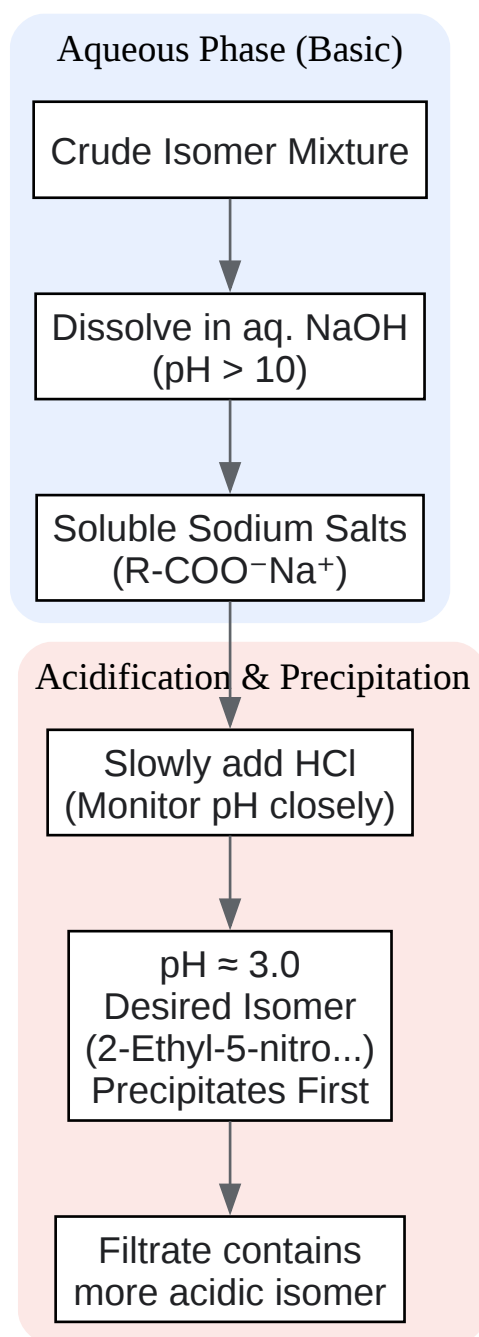 Aqueous Phase (Basic)
Crude Isomer Mixture
Dissolve in aq. NaOH
(pH > 10)
Soluble Sodium Salts
(R-COO⁻Na⁺)
Acidification & Precipitation
Slowly add HCl
(Monitor pH closely)
pH ≈ 3.0
Desired Isomer
(2-Ethyl-5-nitro...)
Precipitates First
Filtrate contains
more acidic isomer